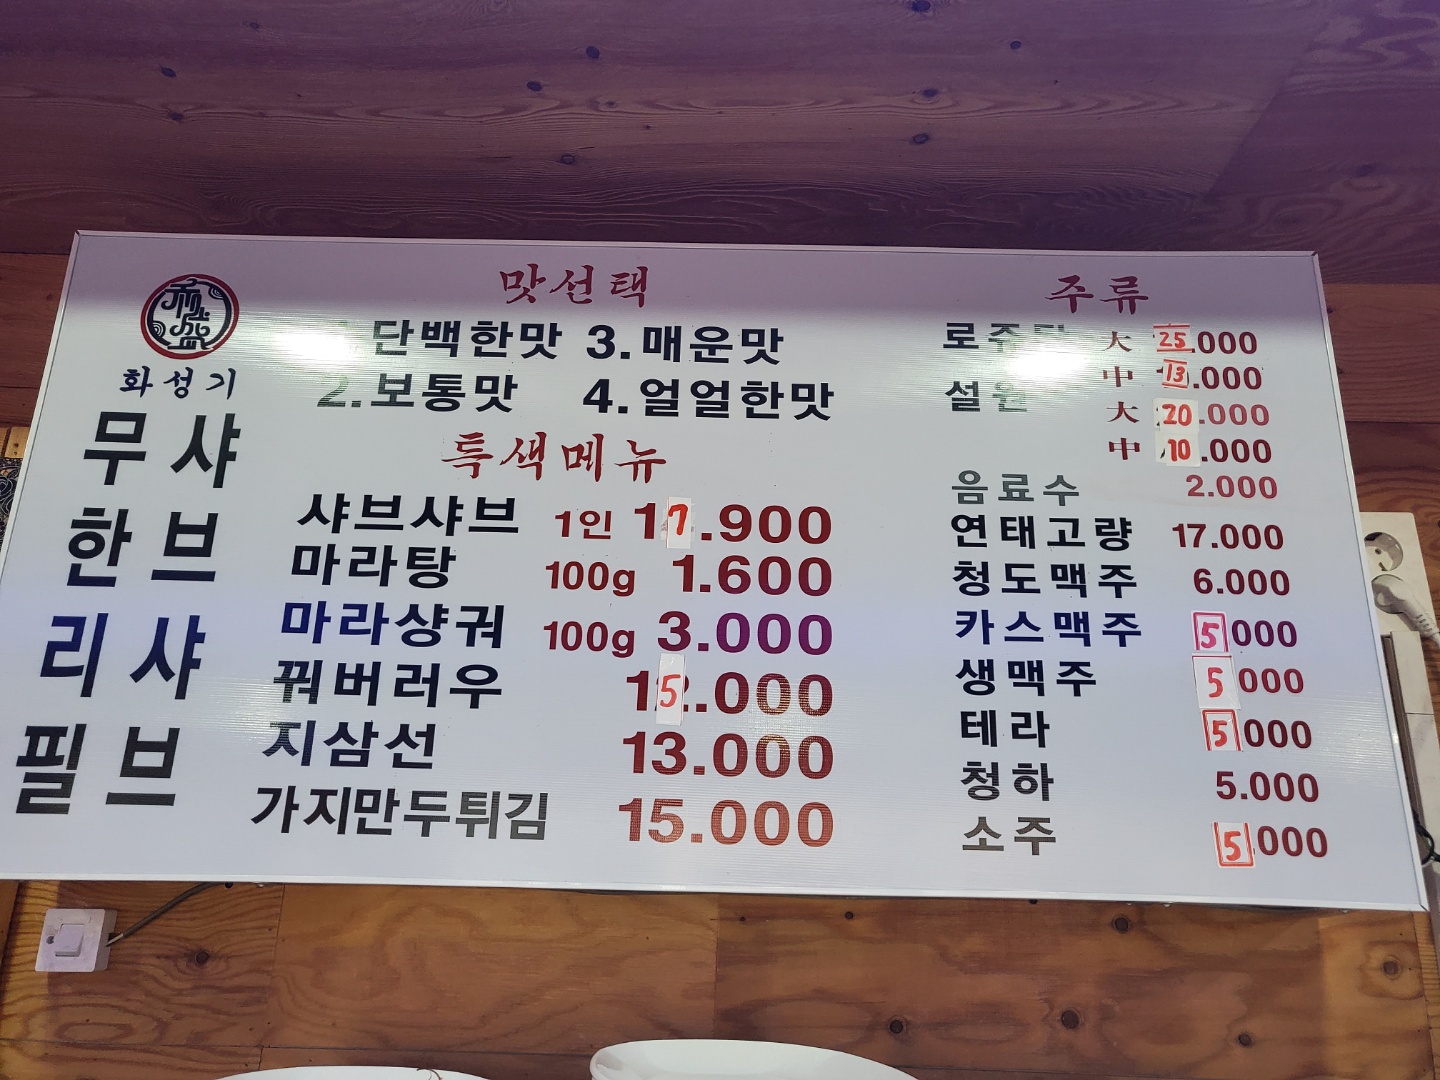 화성기
무샤
한브
리샤
필브
맛선택
단백한맛 3.매운맛
2.보통맛 4.얼얼한맛
특색메뉴
샤브샤브 1인 17.900
마라탕 100g 1.600
마라샹궈 100g 3.000
꿔버러우 15.000
지삼선 13.000
가지만두튀김 15.000
주류
大 25.000
中 13.000
설원 大 20.000
中 10.000
음료수 2.000
연태고량 17.000
청도맥주 6.000
카스맥주 5000
생맥주 5000
테라 5000
청하 5.000
소주 5.000